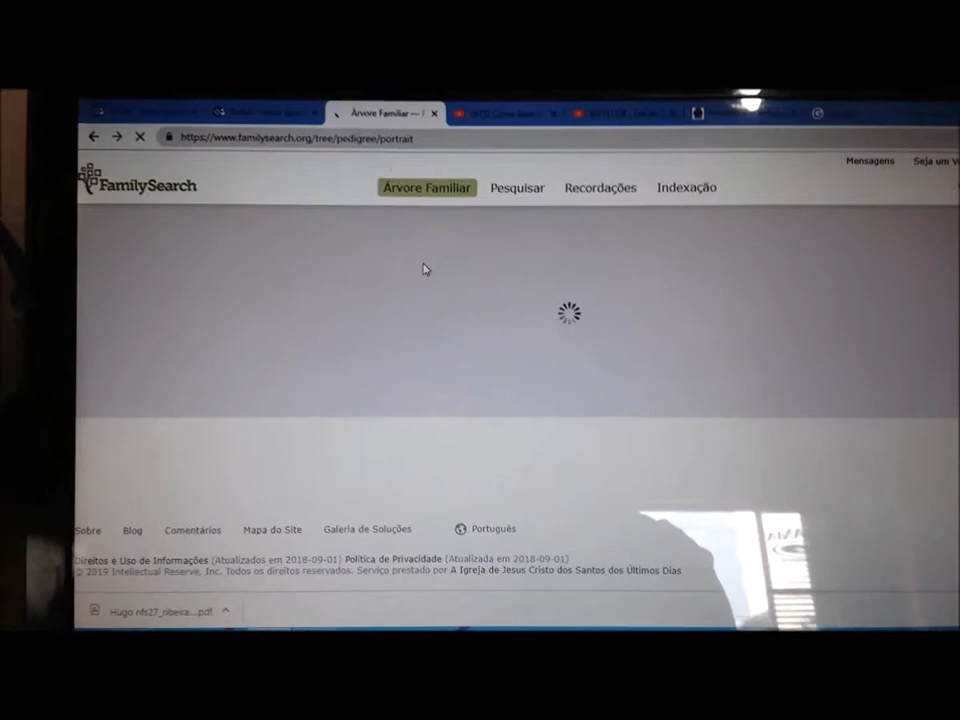 Árvore Familiar —
https://www.familysearch.org/tree/pedigree/portrait
Mensagens Seja um V
FamilySearch
Árvore Familiar Pesquisar Recordações Indexação
Sobre Blog Comentários Mapa do Site Galeria de Soluções Português
Direitos e Uso de Informações (Atualizados em 2018-09-01) Política de Privacidade (Atualizada em 2018-09-01)
© 2019 Intellectual Reserve, Inc. Todos os direitos reservados. Serviço prestado por A Igreja de Jesus Cristo dos Santos dos Últimos Dias
Hugo nfs27_ribeira....pdf